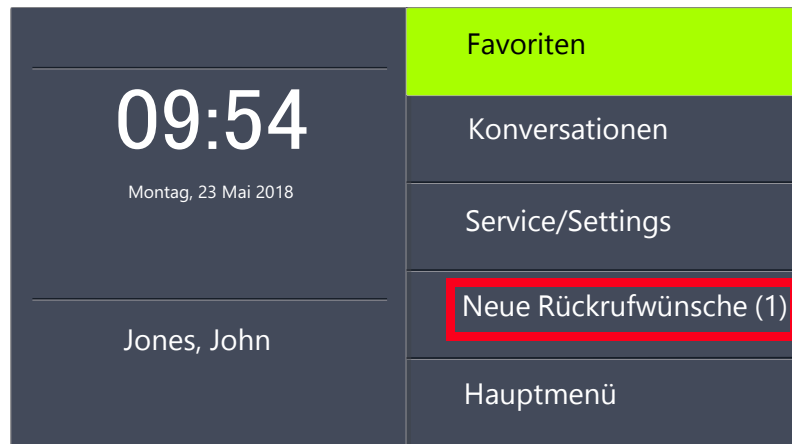 09:54
Montag, 23 Mai 2018
Jones, John
Favoriten
Konversationen
Service/Settings
Neue Rückrufwünsche (1)
Hauptmenü